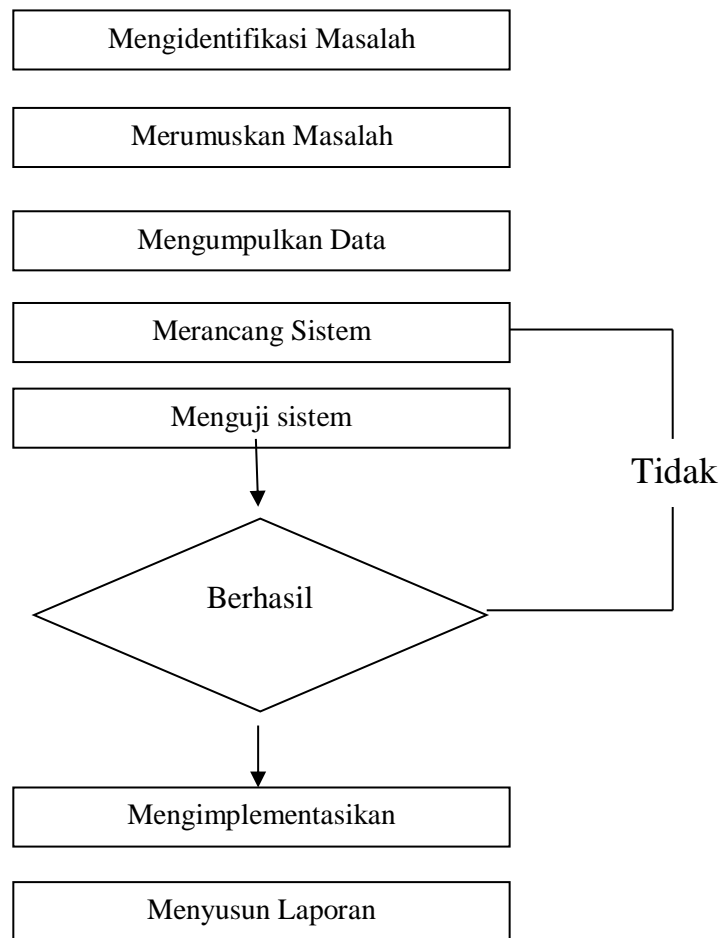 Mengidentifikasi Masalah
Merumuskan Masalah
Mengumpulkan Data
Merancang Sistem
Menguji sistem
Tidak
Berhasil
Mengimplementasikan
Menyusun Laporan